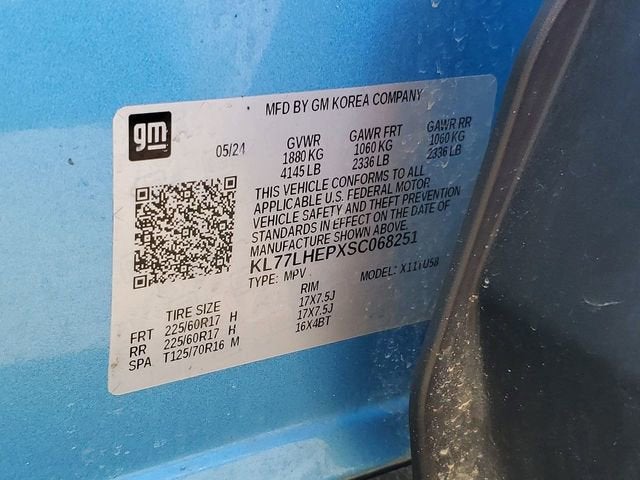 MFD BY GM KOREA COMPANY
gm
05/24
GVWR GAWR FRT GAWR RR
1880 KG 1060 KG 1060 KG
4145 LB 2336 LB 2336 LB
THIS VEHICLE CONFORMS TO ALL
APPLICABLE U.S. FEDERAL MOTOR
VEHICLE SAFETY AND THEFT PREVENTION
STANDARDS IN EFFECT ON THE DATE OF
MANUFACTURE SHOWN ABOVE.
KL77LHEPXSC068251
TYPE: MPV MODEL: X11TU58
TIRE SIZE RIM
FRT 225/60R17 H 17X7.5J
RR 225/60R17 H 17X7.5J
SPA T125/70R16 M 16X4BT